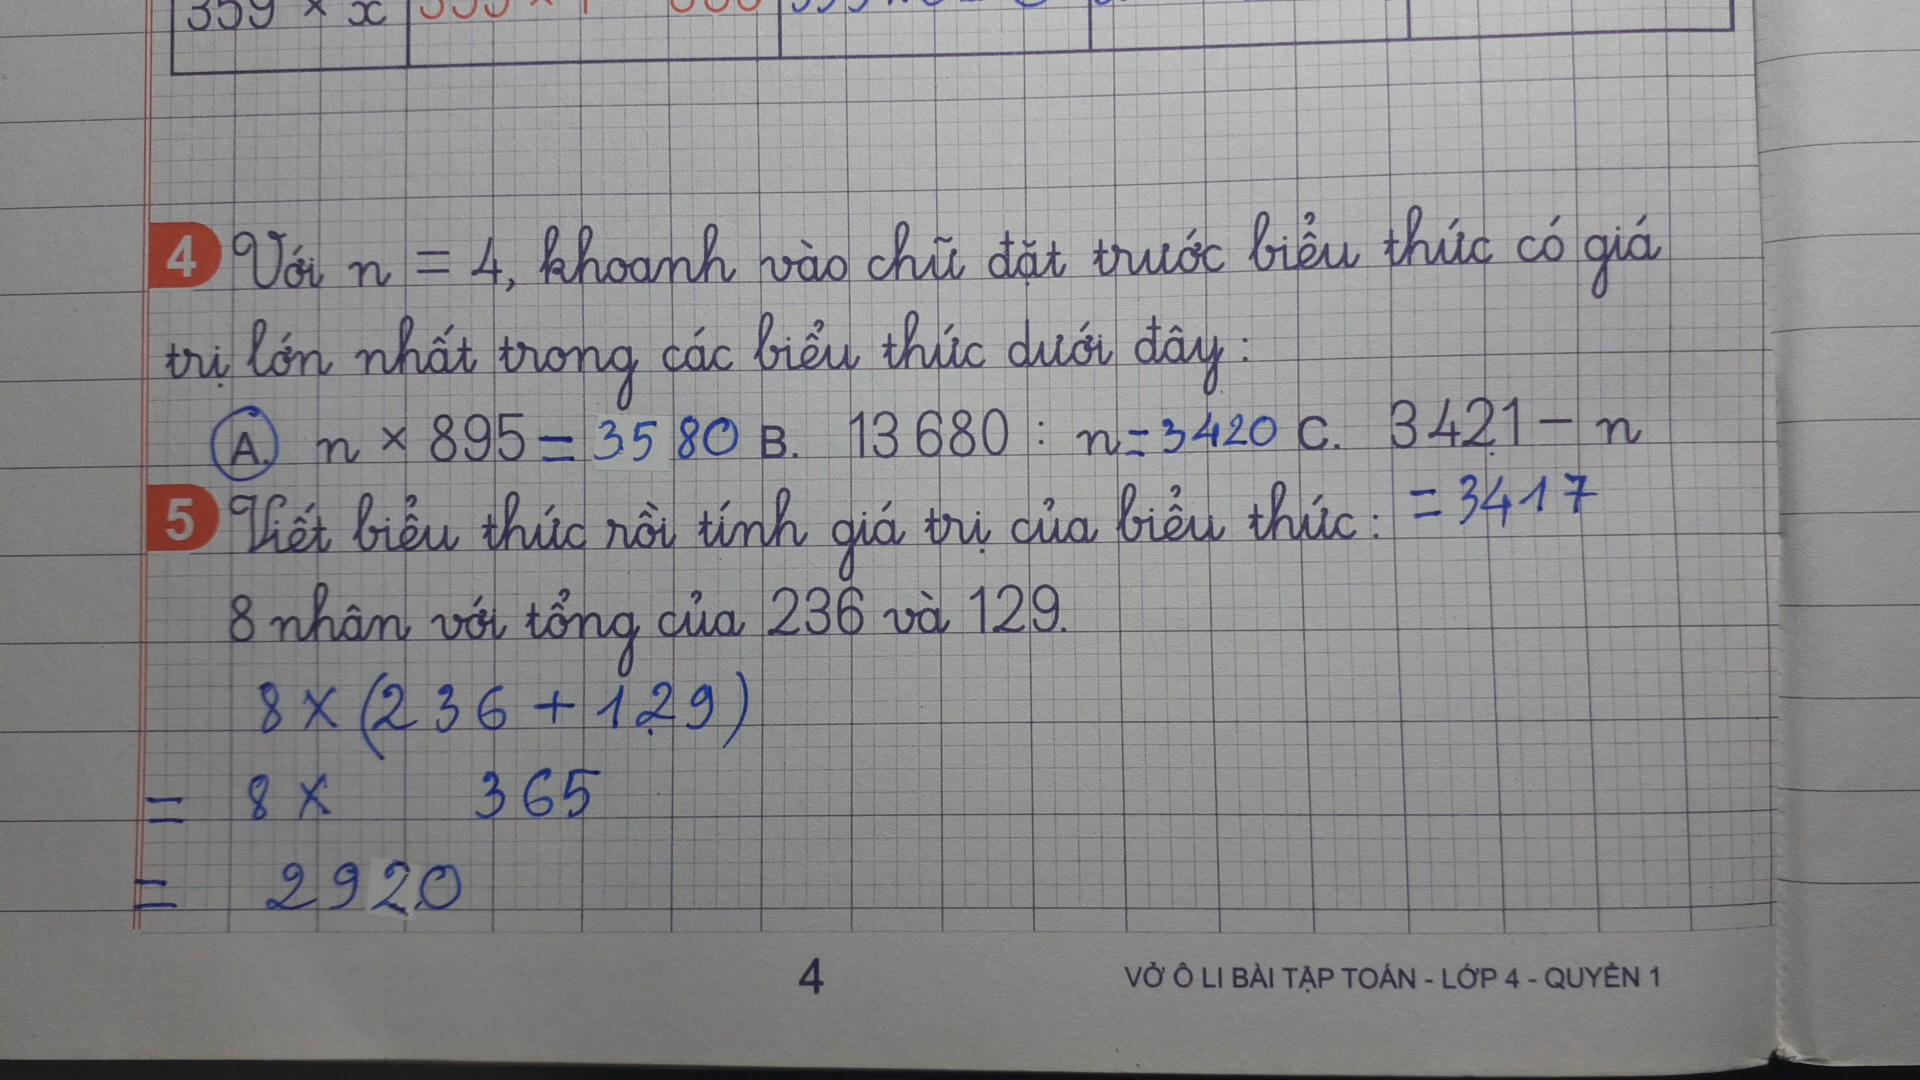 359 × x
4 Với n = 4, khoanh vào chữ đặt trước biểu thức có giá
trị lớn nhất trong các biểu thức dưới đây:
A. n × 895 = 3580 B. 13 680 : n = 3420 C. 3421 - n
= 3417
5 Viết biểu thức rồi tính giá trị của biểu thức:
8 nhân với tổng của 236 và 129.
8 × (236 + 129)
= 8 × 365
= 2920
4 VỞ Ô LI BÀI TẬP TOÁN - LỚP 4 - QUYỂN 1